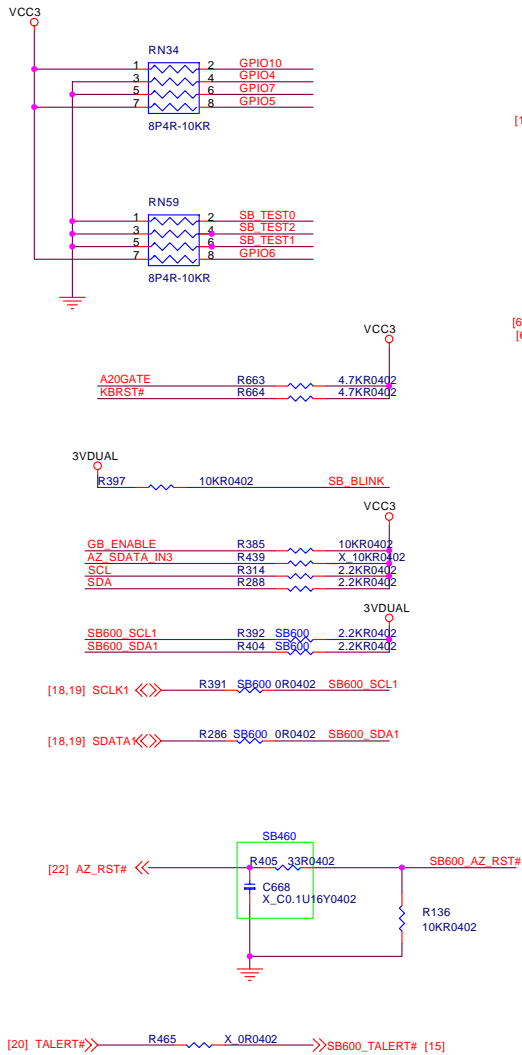 VCC3
RN34
1 2 GPIO10
3 4 GPIO4
5 6 GPIO7
7 8 GPIO5
8P4R-10KR
[1
RN59
1 2 SB_TEST0
3 4 SB_TEST2
5 6 SB_TEST1
7 8 GPIO6
8P4R-10KR
[6
[6
VCC3
A20GATE R663 4.7KR0402
KBRST# R664 4.7KR0402
3VDUAL
R397 10KR0402 SB_BLINK
VCC3
GB_ENABLE R385 10KR0402
AZ_SDATA_IN3 R439 X_10KR0402
SCL R314 2.2KR0402
SDA R288 2.2KR0402
3VDUAL
SB600_SCL1 R392 SB600 2.2KR0402
SB600_SDA1 R404 SB600 2.2KR0402
[18,19] SCLK1 R391 SB600 0R0402 SB600_SCL1
[18,19] SDATA1 R286 SB600 0R0402 SB600_SDA1
SB460
[22] AZ_RST# R405 33R0402 SB600_AZ_RST#
C668
X_C0.1U16Y0402
R136
10KR0402
[20] TALERT# R465 X_0R0402 SB600_TALERT# [15]